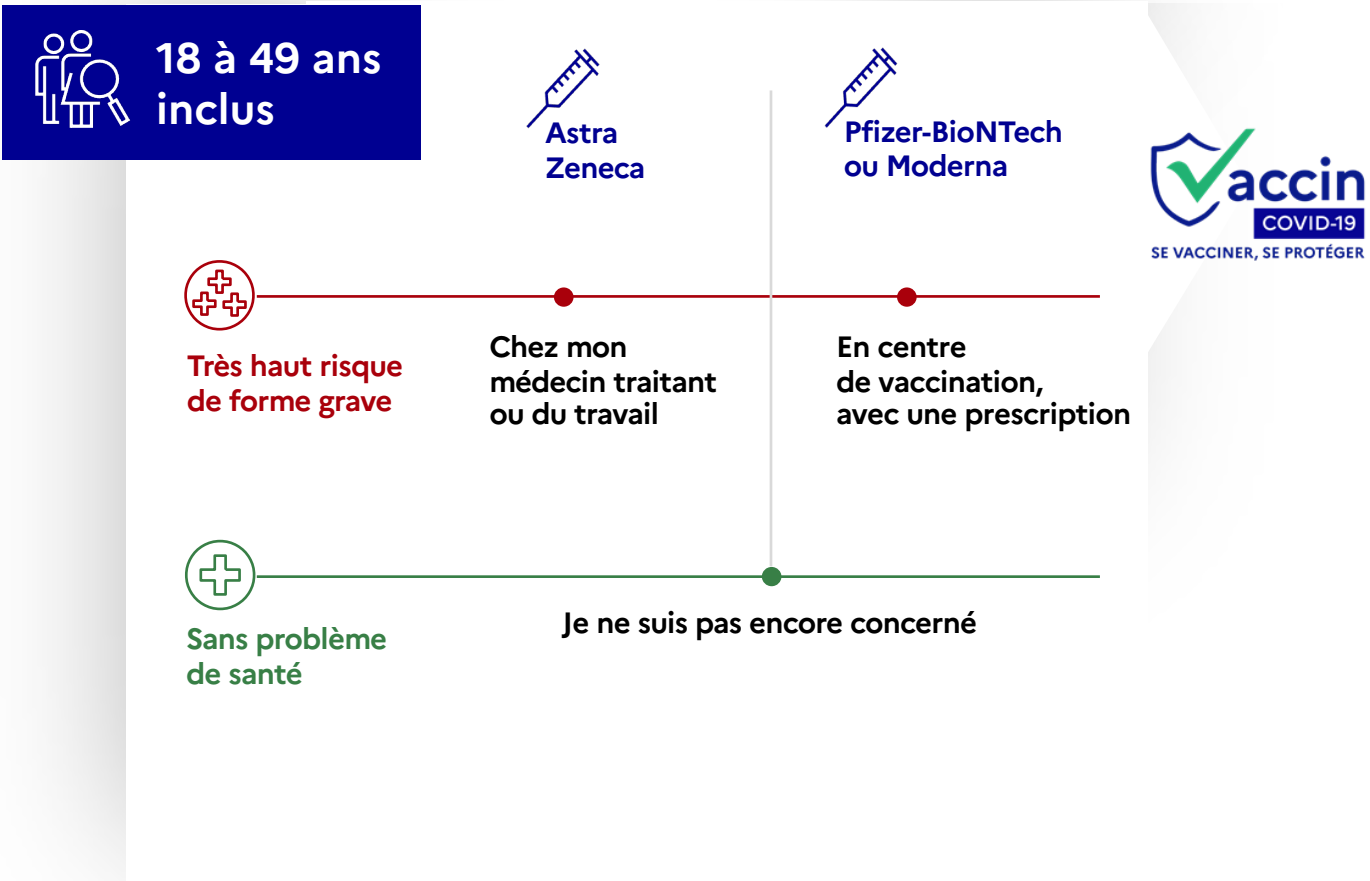 18 à 49 ans
inclus
Astra
Zeneca
Pfizer-BioNTech
ou Moderna
Vaccin
COVID-19
SE VACCINER, SE PROTÉGER
Très haut risque
de forme grave
Chez mon
médecin traitant
ou du travail
En centre
de vaccination,
avec une prescription
Sans problème
de santé
Je ne suis pas encore concerné